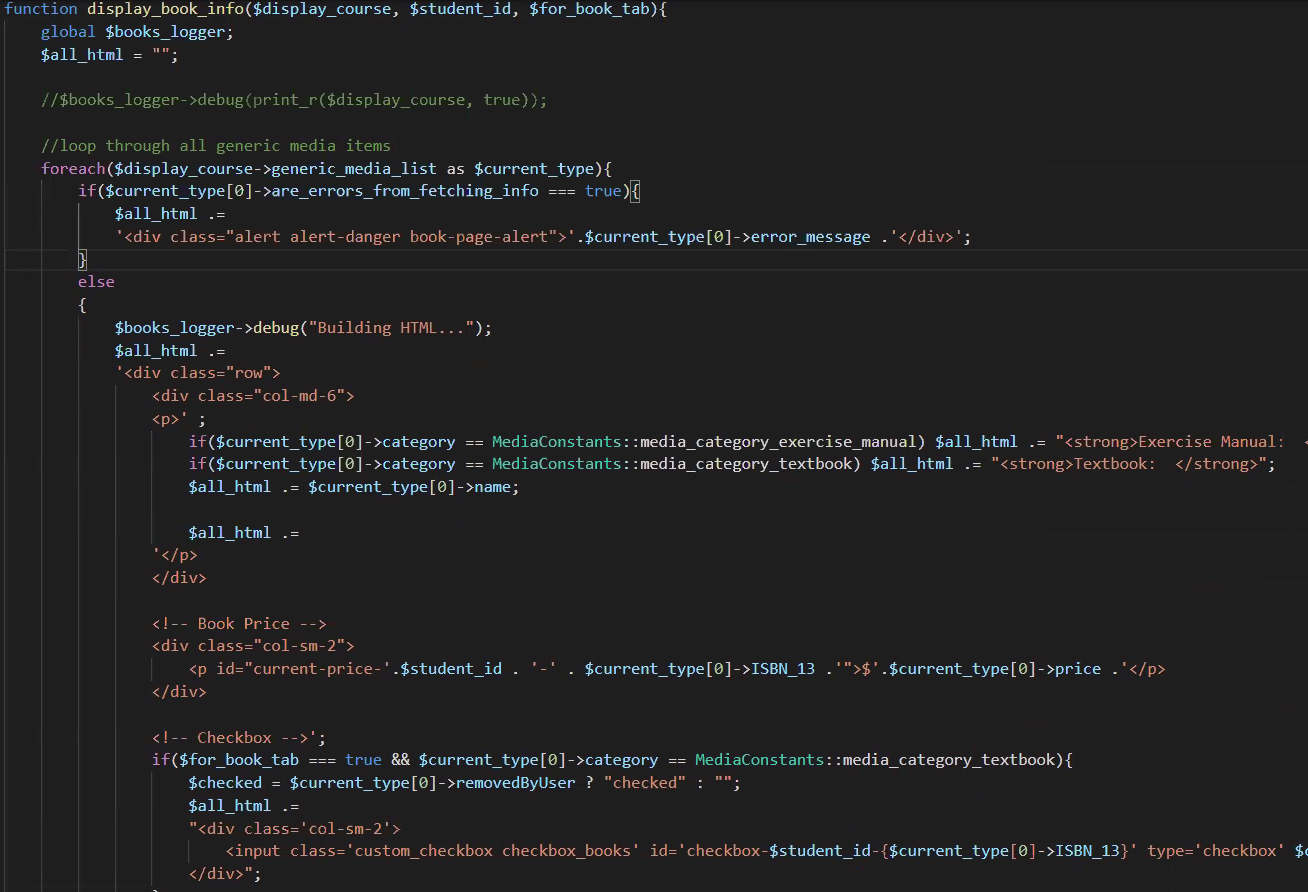 function display_book_info($display_course, $student_id, $for_book_tab){
global $books_logger;
$all_html = "";
//$books_logger->debug(print_r($display_course, true));
//loop through all generic media items
foreach($display_course->generic_media_list as $current_type){
if($current_type[0]->are_errors_from_fetching_info === true){
$all_html .=
'<div class="alert alert-danger book-page-alert">'.$current_type[0]->error_message .'</div>';
}
else
{
$books_logger->debug("Building HTML...");
$all_html .=
'<div class="row">
<div class="col-md-6">
<p>' ;
if($current_type[0]->category == MediaConstants::media_category_exercise_manual) $all_html .= "<strong>Exercise Manual: <
if($current_type[0]->category == MediaConstants::media_category_textbook) $all_html .= "<strong>Textbook:  </strong>";
$all_html .= $current_type[0]->name;
$all_html .=
'</p>
</div>
<!-- Book Price -->
<div class="col-sm-2">
<p id="current-price-'.$student_id . '-' . $current_type[0]->ISBN_13 .'">$'.$current_type[0]->price .'</p>
</div>
<!-- Checkbox -->';
if($for_book_tab === true && $current_type[0]->category == MediaConstants::media_category_textbook){
$checked = $current_type[0]->removedByUser ? "checked" : "";
$all_html .=
"<div class='col-sm-2'>
<input class='custom_checkbox checkbox_books' id='checkbox-$student_id-{$current_type[0]->ISBN_13}' type='checkbox'
</div>";